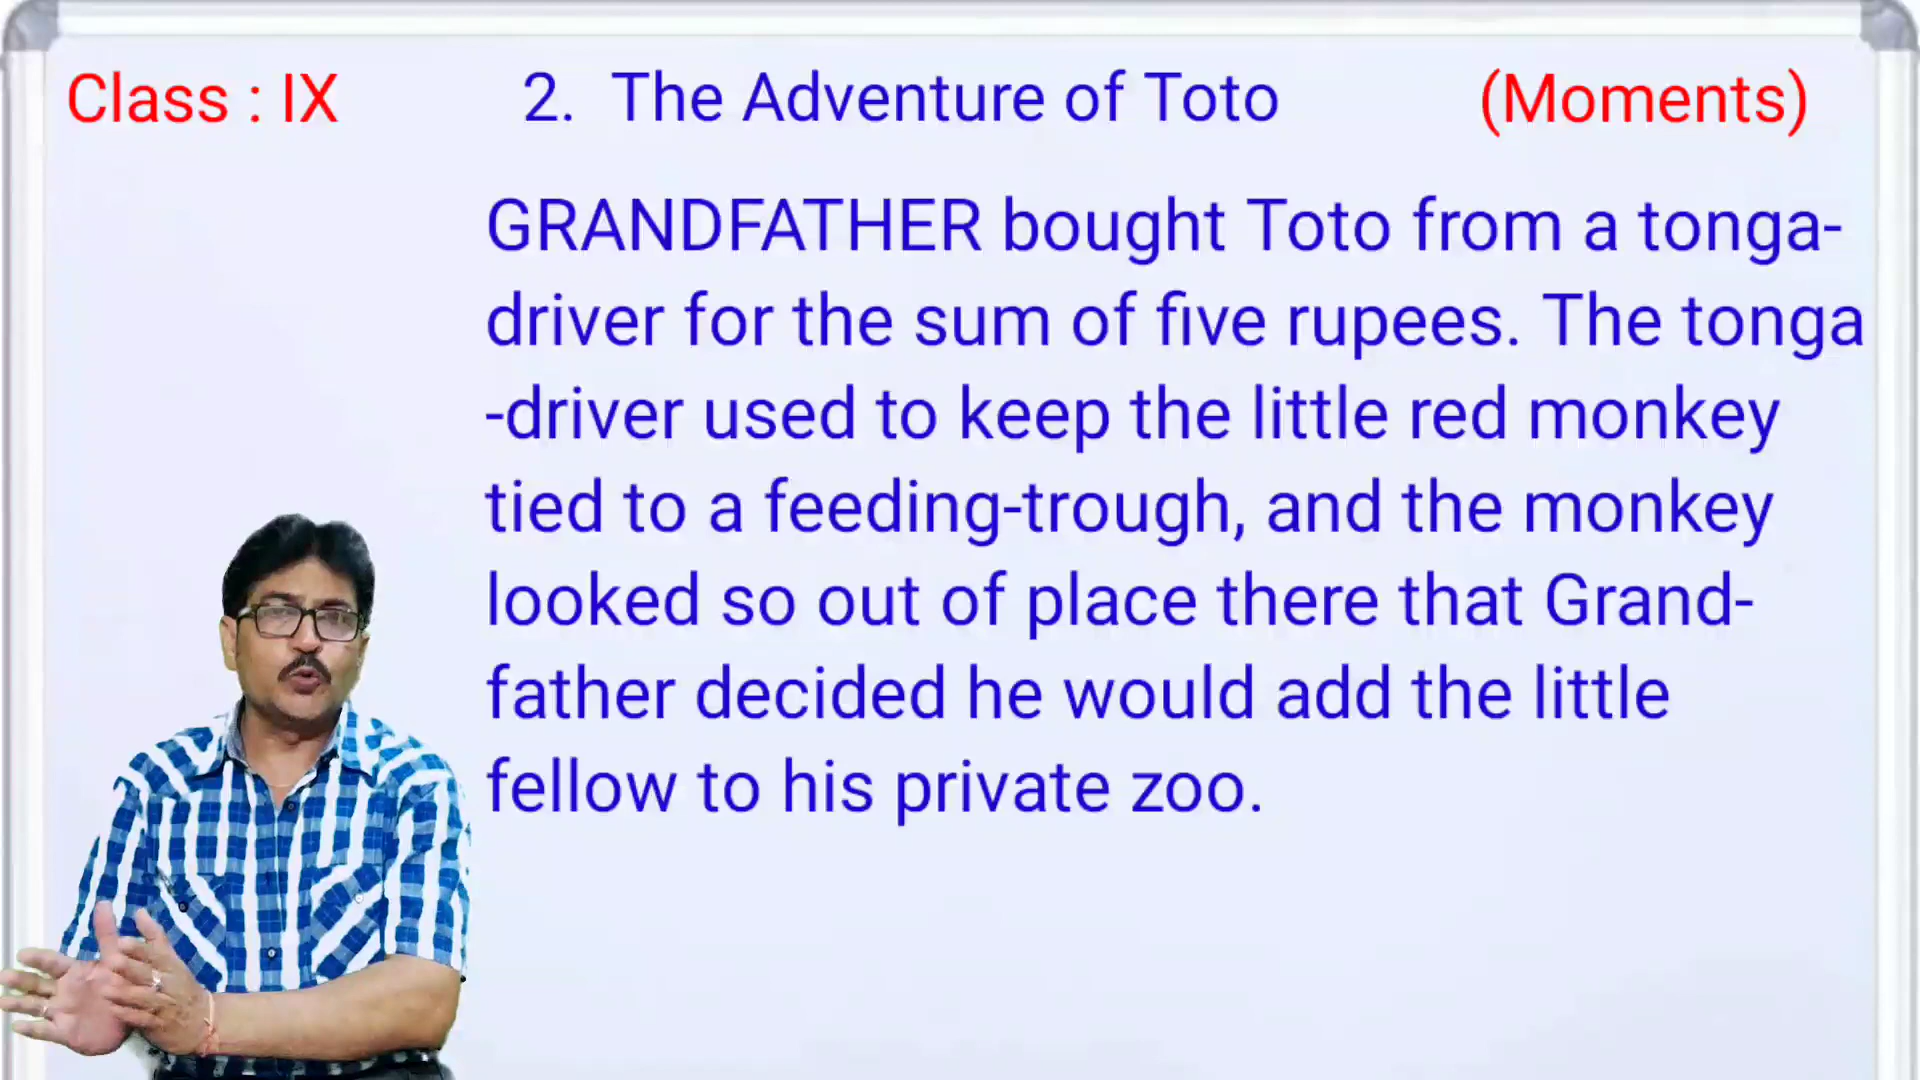 Class : IX 2. The Adventure of Toto (Moments)
GRANDFATHER bought Toto from a tonga-
driver for the sum of five rupees. The tonga
-driver used to keep the little red monkey
tied to a feeding-trough, and the monkey
looked so out of place there that Grand-
father decided he would add the little
fellow to his private zoo.